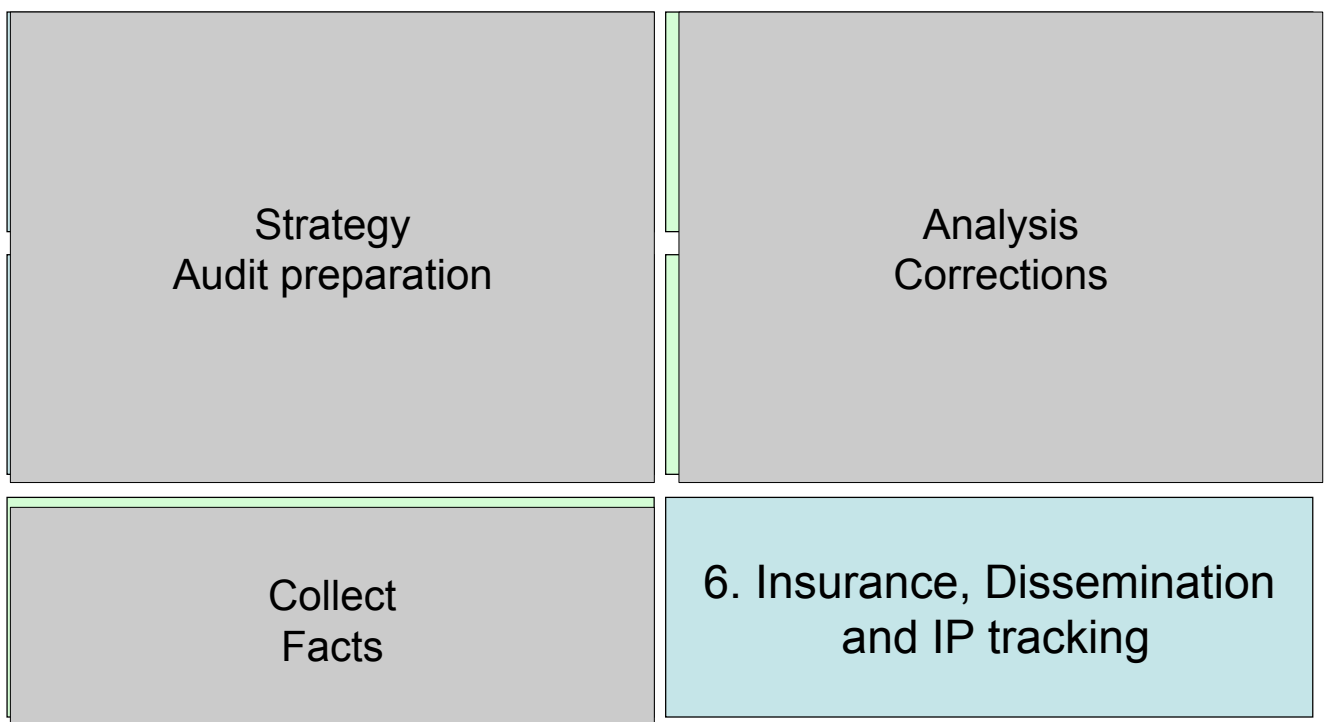 Strategy
Audit preparation
Analysis
Corrections
Collect
Facts
6. Insurance, Dissemination
and IP tracking